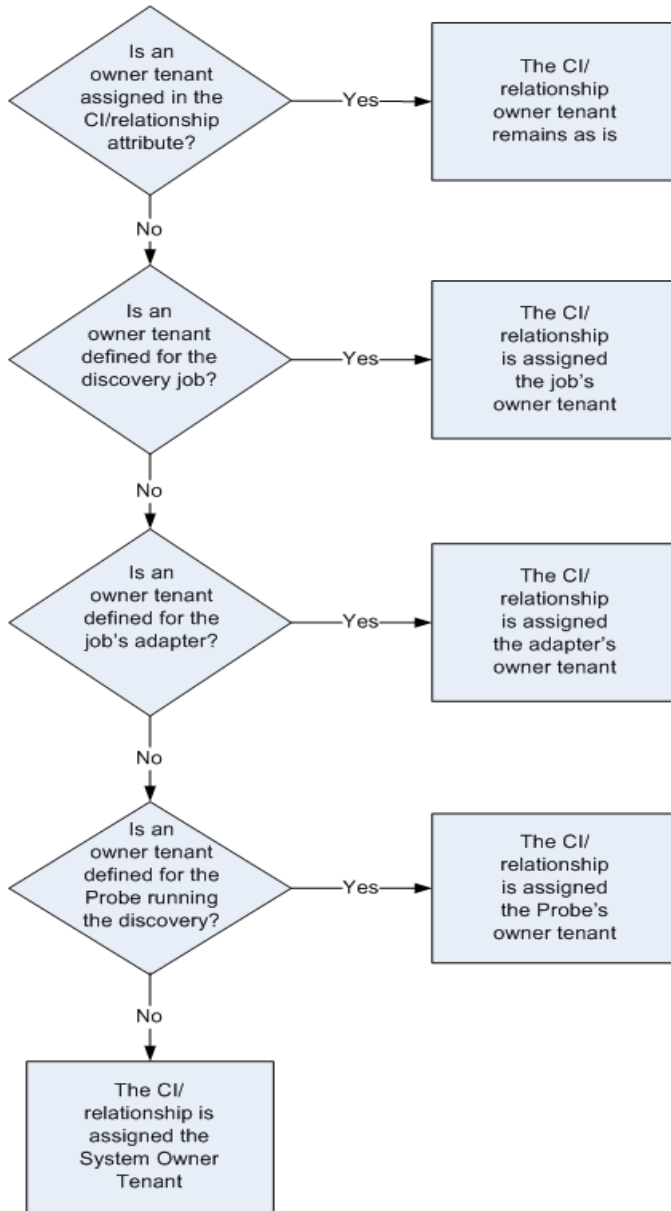 Is an
owner tenant
assigned in the
CI/relationship
attribute?
Yes
The CI/
relationship
owner tenant
remains as is
No
Is an
owner tenant
defined for the
discovery job?
Yes
The CI/
relationship
is assigned
the job's
owner tenant
No
Is an
owner tenant
defined for the
job's adapter?
Yes
The CI/
relationship
is assigned
the adapter's
owner tenant
No
Is an
owner tenant
defined for the
Probe running
the discovery?
Yes
The CI/
relationship
is assigned
the Probe's
owner tenant
No
The CI/
relationship is
assigned the
System Owner
Tenant